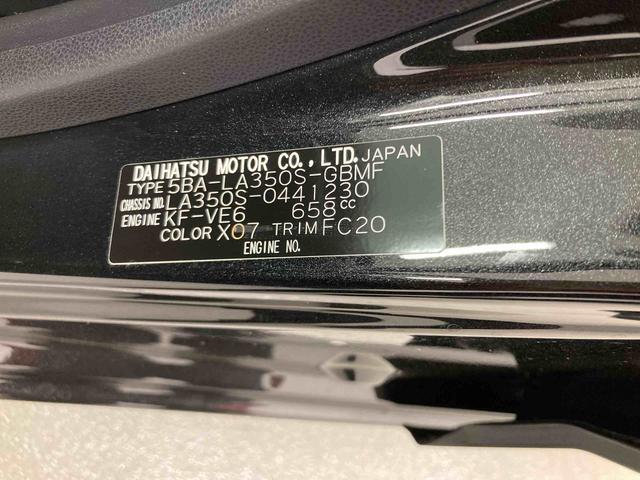 DAIHATSU MOTOR CO., LTD. JAPAN
TYPE 5BA-LA350S-GBMF
CHASSIS NO. LA350S-0441230
ENGINE KF-VE6 658cc
COLOR X07 TRIM FC20
ENGINE NO.